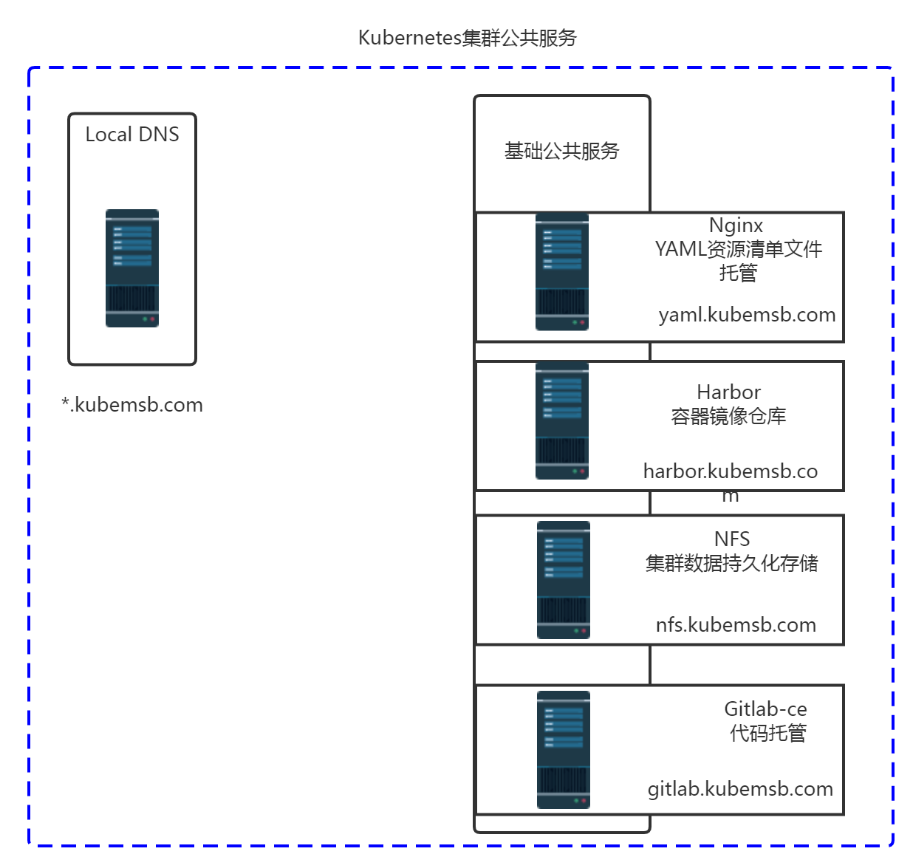 Kubernetes集群公共服务
Local DNS
*.kubemsb.com
基础公共服务
Nginx
YAML资源清单文件
托管
yaml.kubemsb.com
Harbor
容器镜像仓库
harbor.kubemsb.co
m
NFS
集群数据持久化存储
nfs.kubemsb.com
Gitlab-ce
代码托管
gitlab.kubemsb.com